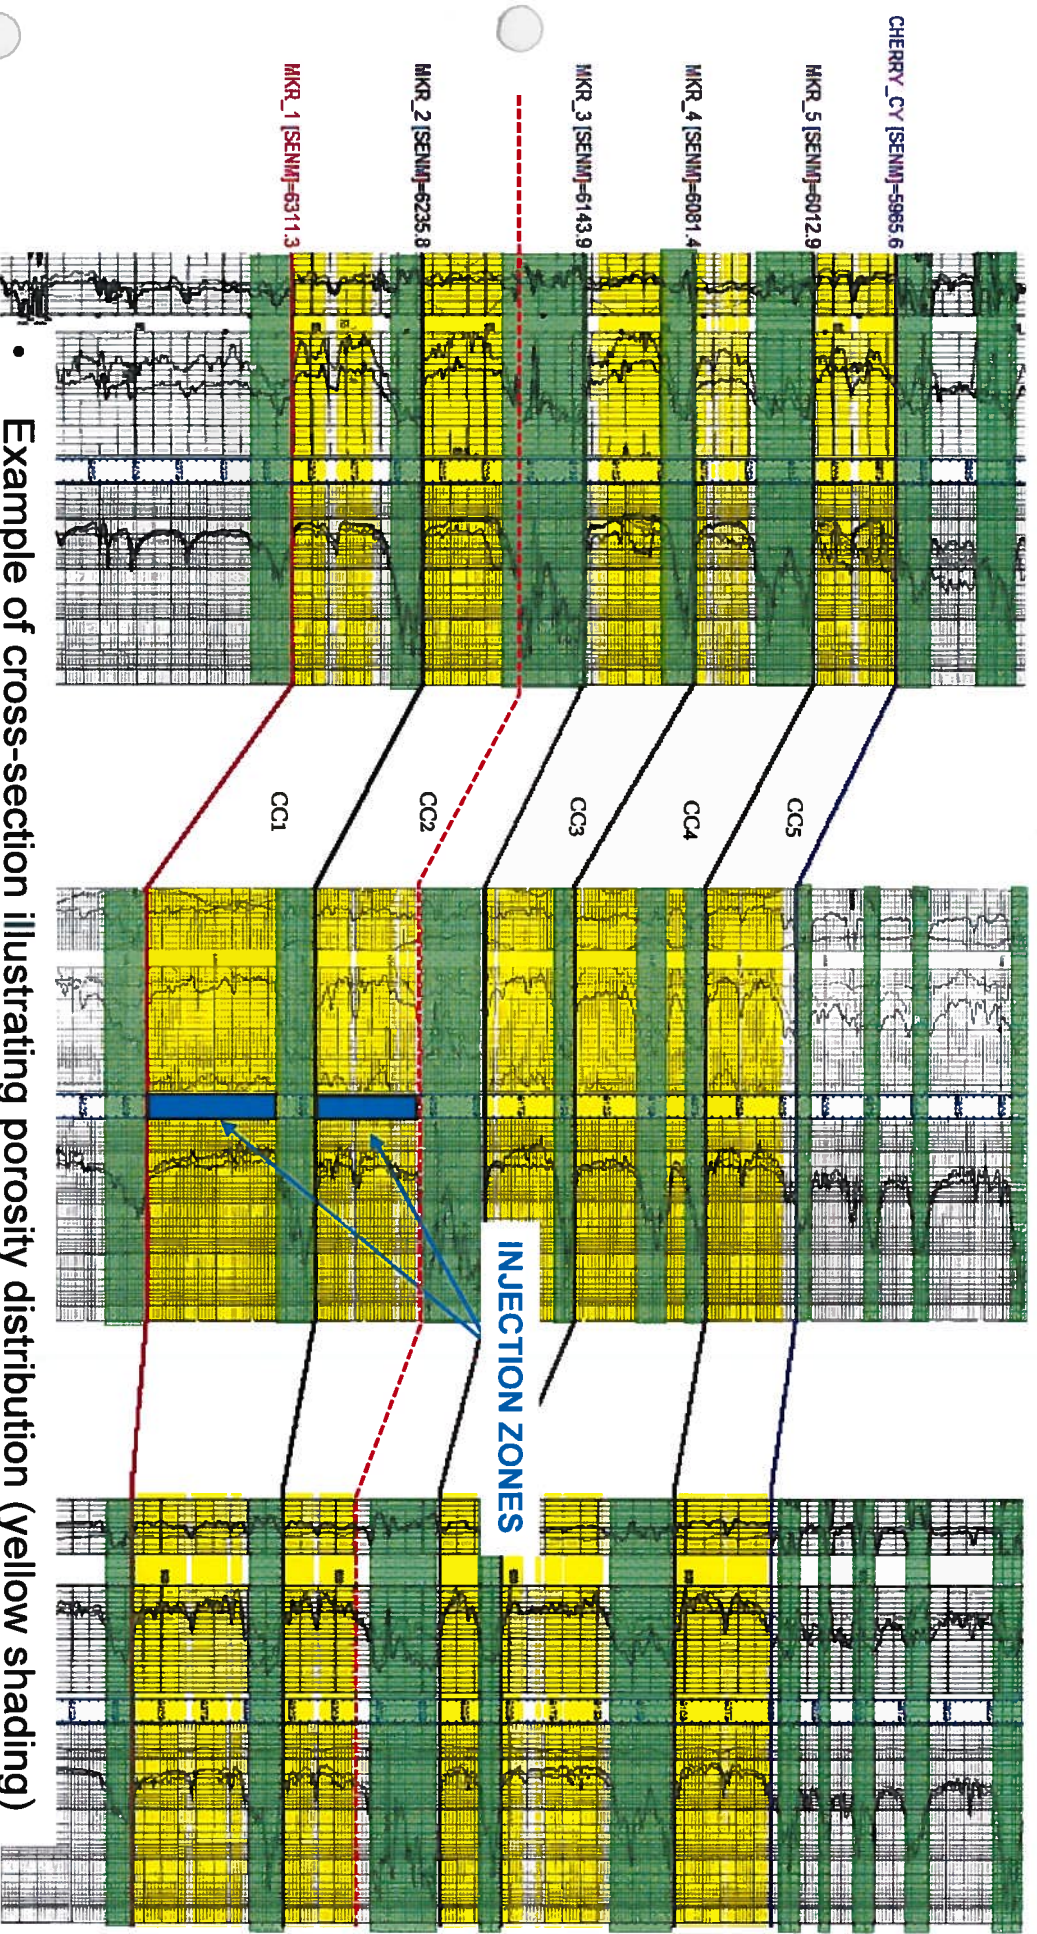 CHERRY_CY [SENM]=5965.6
MKR_5 [SENM]=6012.9
MKR_4 [SENM]=6081.4
MKR_3 [SENM]=6143.9
MKR_2 [SENM]=6235.8
MKR_1 [SENM]=6311.3
CC5
CC4
CC3
CC2
CC1
INJECTION ZONES
• Example of cross-section illustrating porosity distribution (yellow shading)